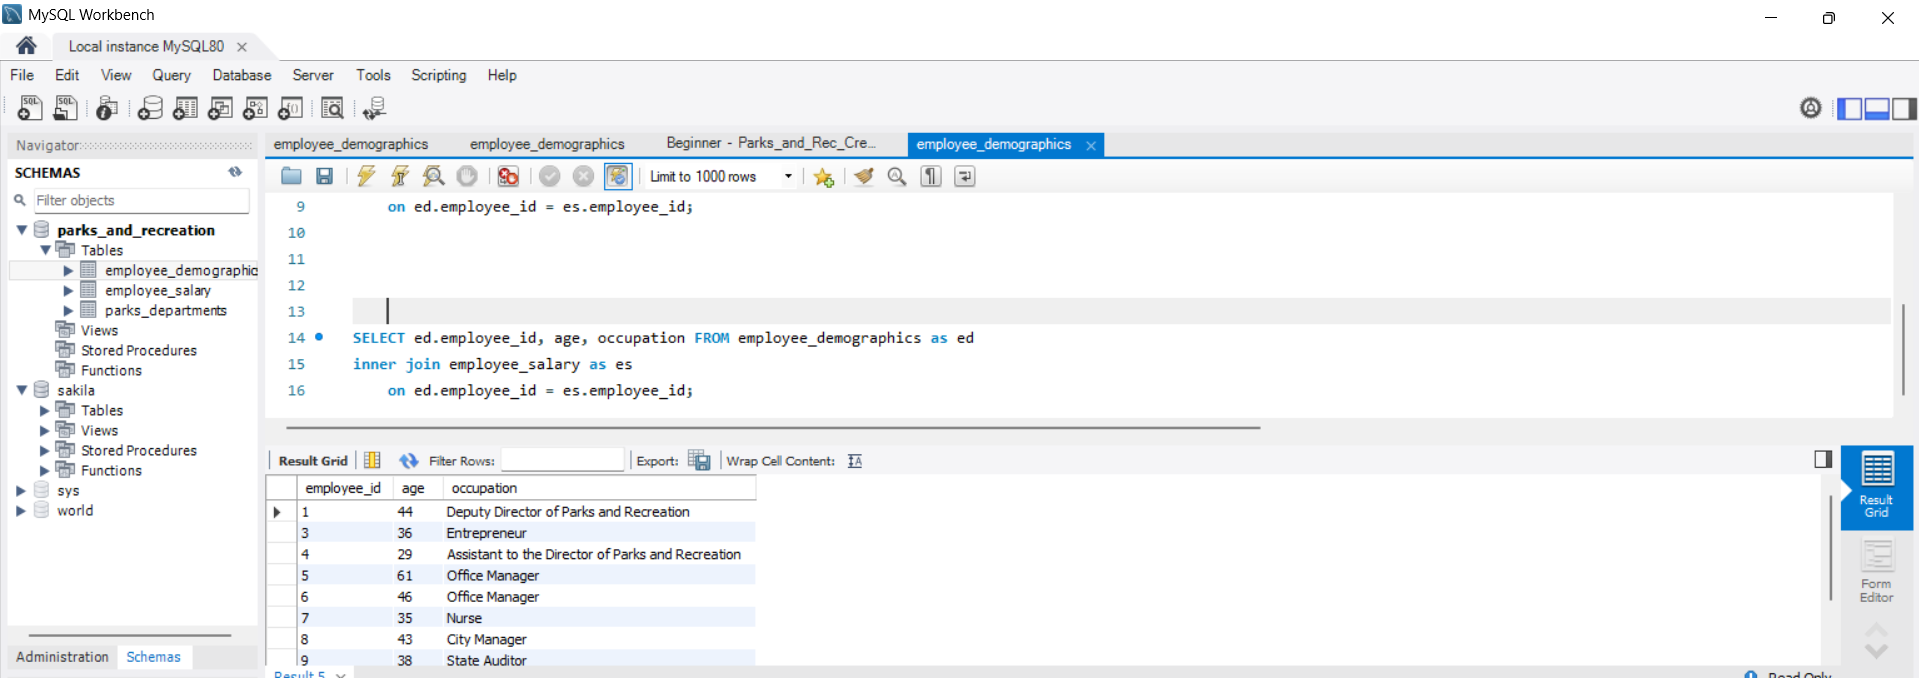 MySQL Workbench
Local instance MySQL80
File Edit View Query Database Server Tools Scripting Help
SQL SQL
Navigator
SCHEMAS
Filter objects
parks_and_recreation
Tables
employee_demographic
employee_salary
parks_departments
Views
Stored Procedures
Functions
sakila
Tables
Views
Stored Procedures
Functions
sys
world
Administration Schemas
employee_demographics employee_demographics Beginner - Parks_and_Rec_Cre... employee_demographics
Limit to 1000 rows
9 on ed.employee_id = es.employee_id;
10
11
12
13
14 SELECT ed.employee_id, age, occupation FROM employee_demographics as ed
15 inner join employee_salary as es
16 on ed.employee_id = es.employee_id;
Result Grid Filter Rows: Export: Wrap Cell Content:
employee_id age occupation
1 44 Deputy Director of Parks and Recreation
3 36 Entrepreneur
4 29 Assistant to the Director of Parks and Recreation
5 61 Office Manager
6 46 Office Manager
7 35 Nurse
8 43 City Manager
9 38 State Auditor
Result 5
Result
Grid
Form
Editor
Read Only